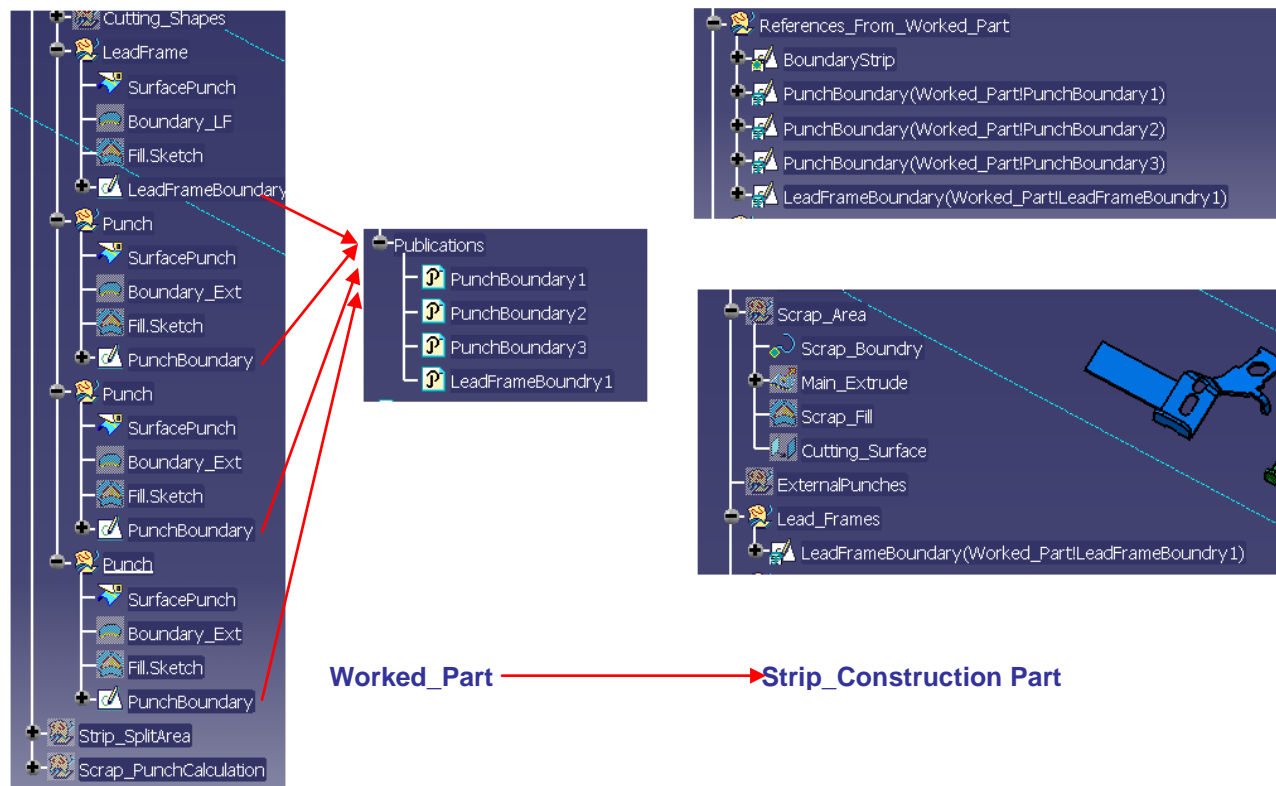 Cutting_Shapes
LeadFrame
SurfacePunch
Boundary_LF
Fill.Sketch
LeadFrameBoundary
Punch
SurfacePunch
Boundary_Ext
Fill.Sketch
PunchBoundary
Punch
SurfacePunch
Boundary_Ext
Fill.Sketch
PunchBoundary
Punch
SurfacePunch
Boundary_Ext
Fill.Sketch
PunchBoundary
Strip_SplitArea
Scrap_PunchCalculation
Publications
PunchBoundary1
PunchBoundary2
PunchBoundary3
LeadFrameBoundry1
References_From_Worked_Part
BoundaryStrip
PunchBoundary(Worked_Part!PunchBoundary1)
PunchBoundary(Worked_Part!PunchBoundary2)
PunchBoundary(Worked_Part!PunchBoundary3)
LeadFrameBoundary(Worked_Part!LeadFrameBoundry1)
Scrap_Area
Scrap_Boundry
Main_Extrude
Scrap_Fill
Cutting_Surface
ExternalPunches
Lead_Frames
LeadFrameBoundary(Worked_Part!LeadFrameBoundry1)
Worked_Part
Strip_Construction Part